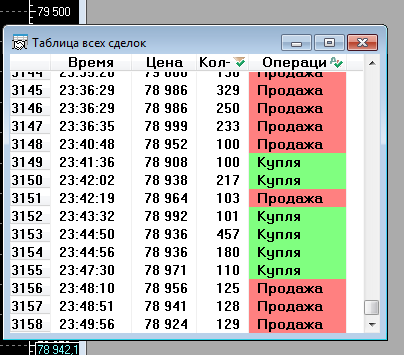 79 500
Таблица всех сделок
Время Цена Кол- Операци
3145 23:36:29 78 986 329 Продажа
3146 23:36:29 78 986 250 Продажа
3147 23:36:35 78 999 233 Продажа
3148 23:40:48 78 952 100 Продажа
3149 23:41:36 78 908 100 Купля
3150 23:42:02 78 938 217 Купля
3151 23:42:19 78 964 103 Продажа
3152 23:43:32 78 992 101 Купля
3153 23:44:50 78 936 457 Купля
3154 23:44:56 78 936 180 Купля
3155 23:47:30 78 971 110 Купля
3156 23:48:10 78 956 125 Продажа
3157 23:48:51 78 941 128 Продажа
3158 23:49:56 78 924 129 Продажа
78 942,1